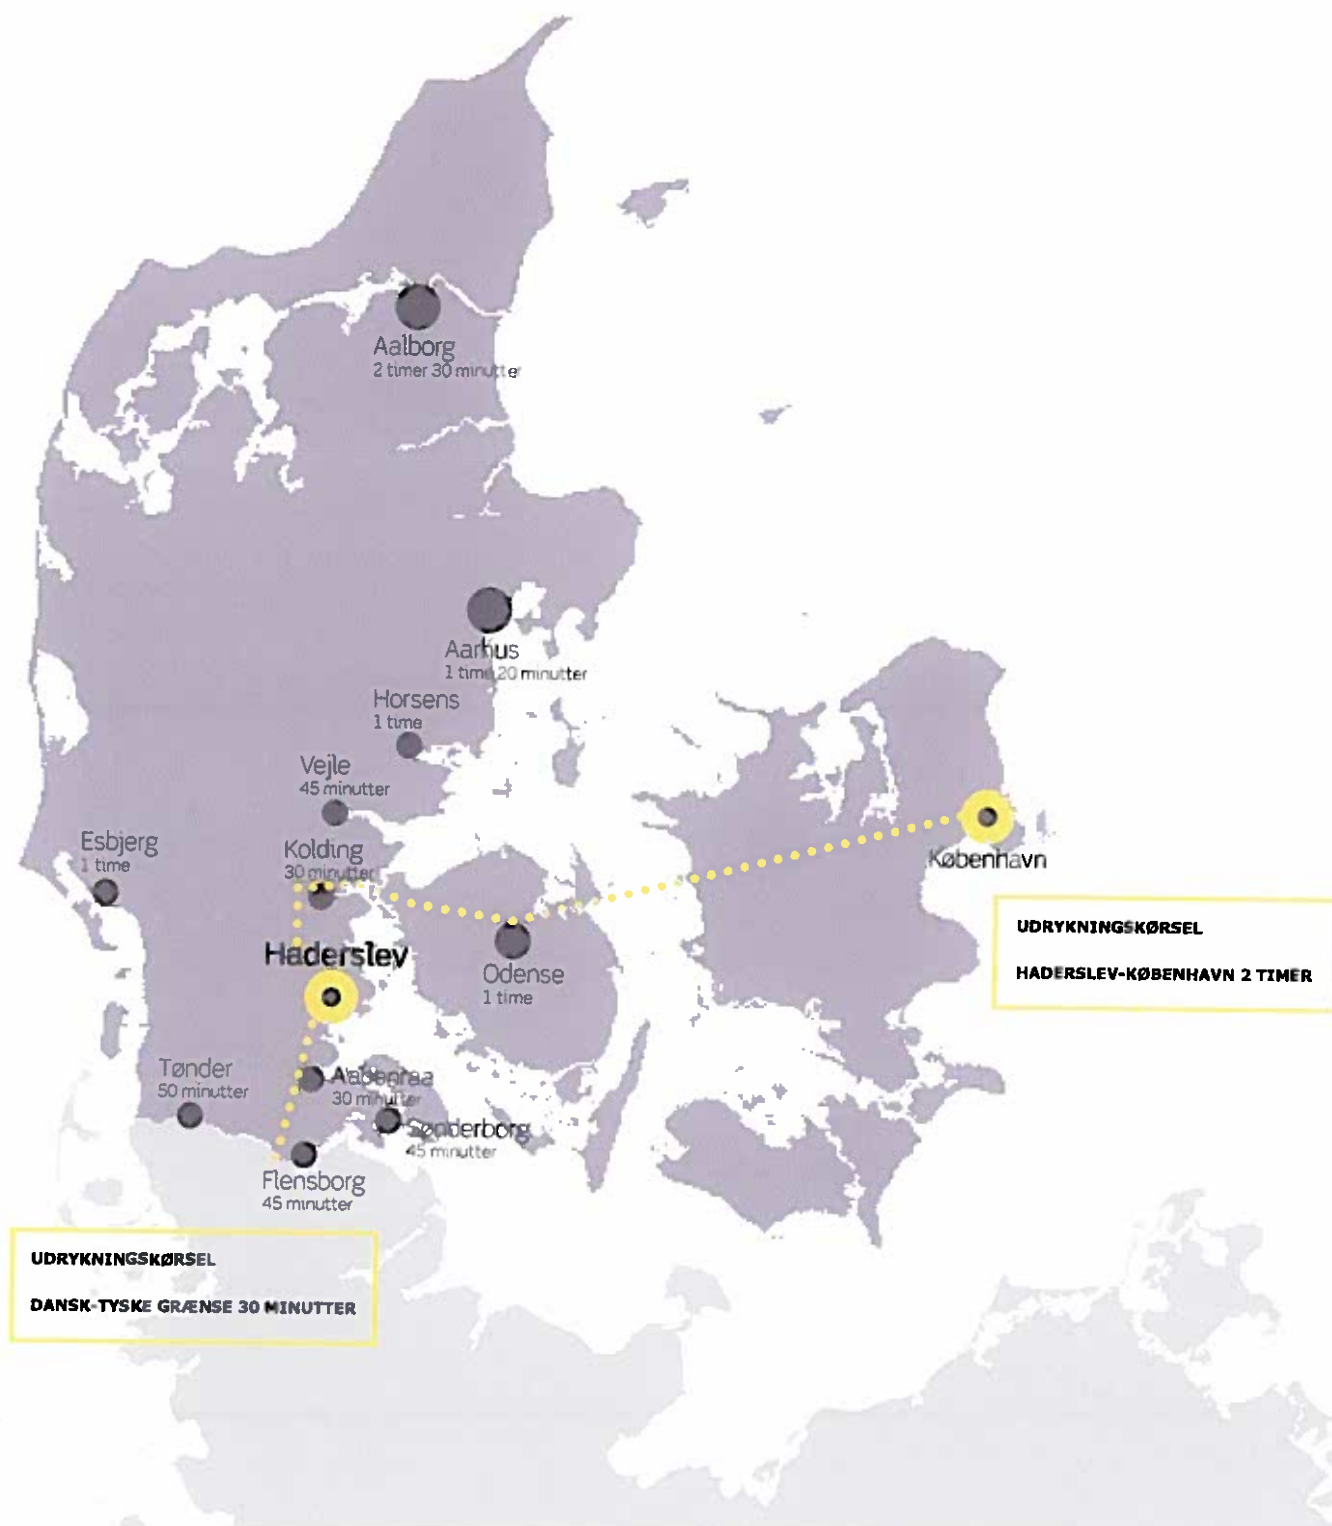 Aalborg
2 timer 30 minutter
Aarhus
1 time 20 minutter
Horsens
1 time
Vejle
45 minutter
Esbjerg
1 time
Kolding
30 minutter
København
Haderslev
Odense
1 time
UDRYKNINGSKØRSEL
HADERSLEV-KØBENHAVN 2 TIMER
Tønder
50 minutter
Aabenraa
30 minutter
Sønderborg
45 minutter
Flensborg
45 minutter
UDRYKNINGSKØRSEL
DANSK-TYSKE GRÆNSE 30 MINUTTER